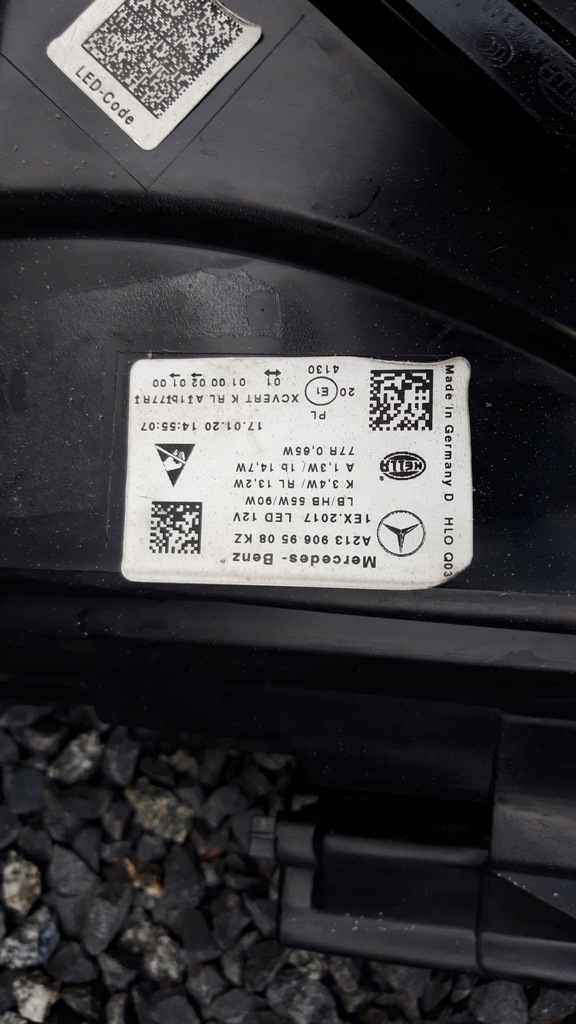 LED-Code
Mercedes-Benz
A213 906 95 08 KZ
1EX.2017 LED 12V
LB/HB 55W/90W
K 3,4W/ RL 13,2W
A 1,3W/ 1b 14,7W
77R 0,65W
HELLA®
17.01.20 14:55:07
PL
XCVERT K RL
01 00 02 01 00
01
20 E1
4130
Made in Germany D HLO Q03